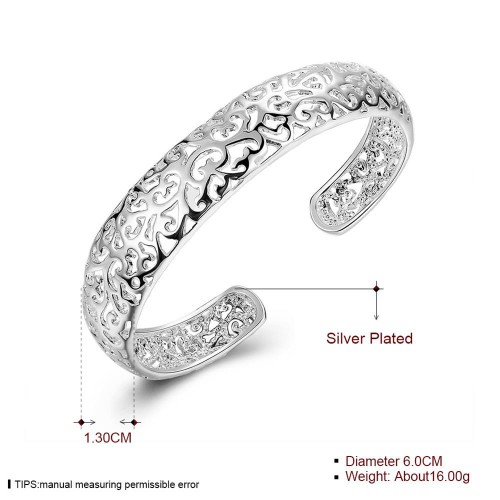 Silver Plated
1.30CM
Diameter 6.0CM
Weight: About16.00g
TIPS:manual measuring permissible error